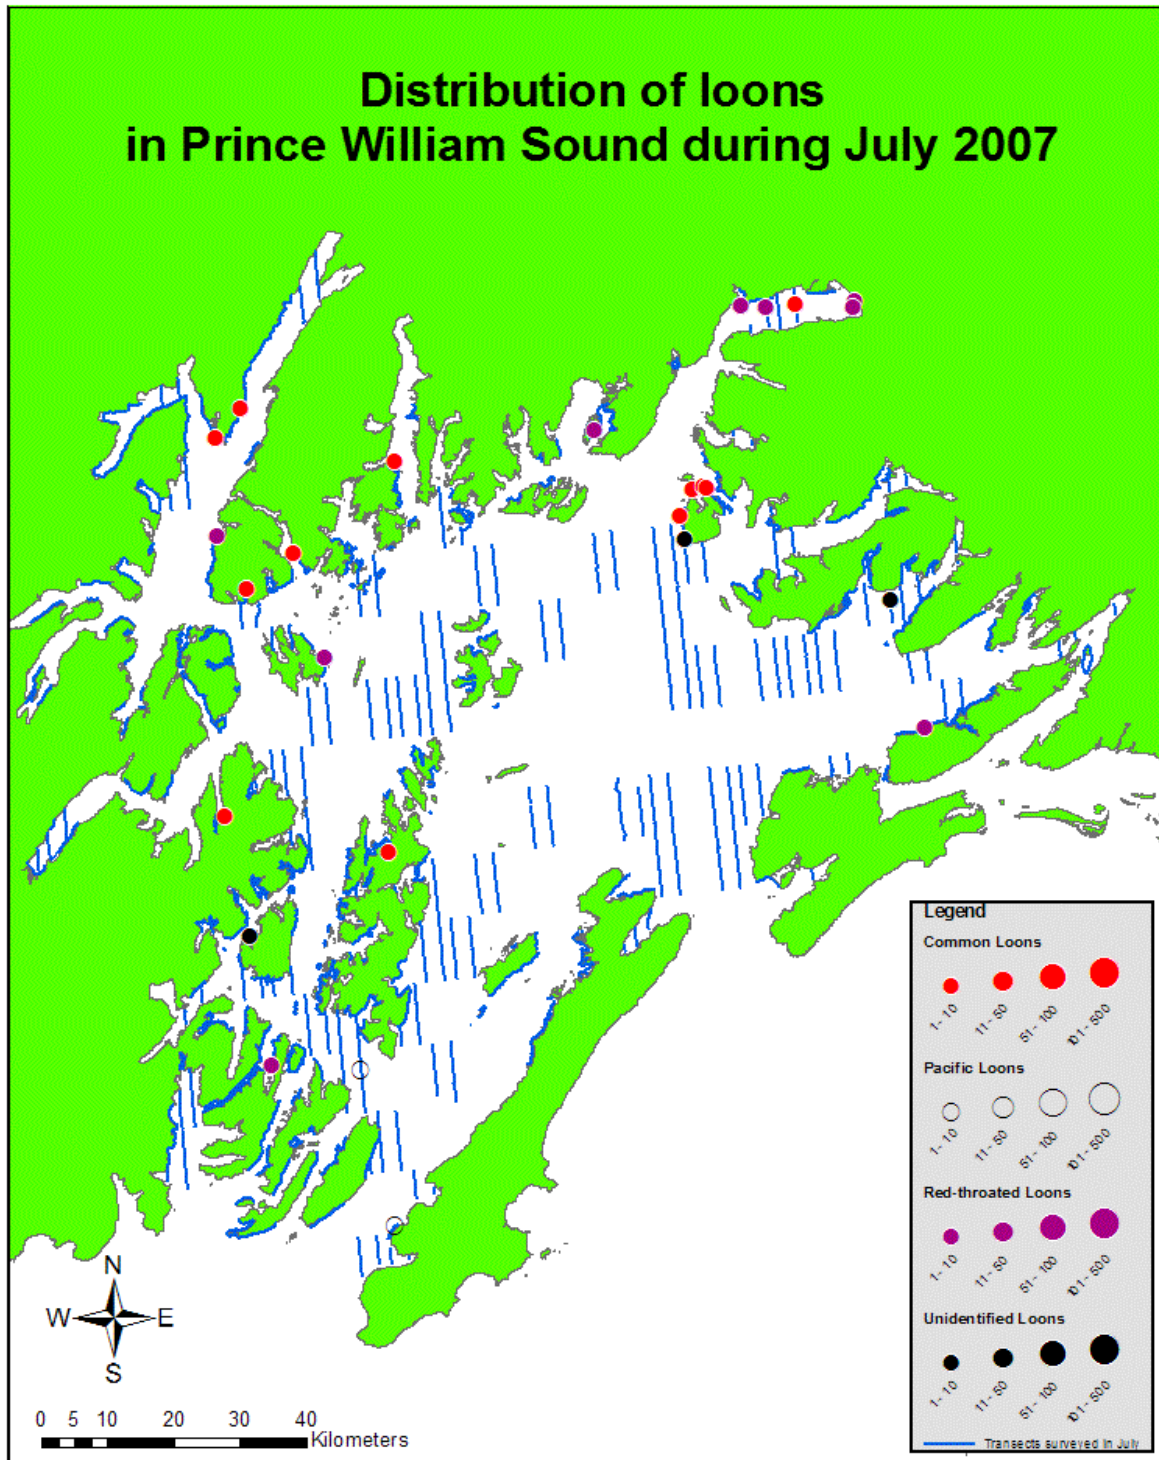 Distribution of loons
in Prince William Sound during July 2007
Legend
Common Loons
1 - 10 11 - 50 51 - 100 101 - 500
Pacific Loons
1 - 10 11 - 50 51 - 100 101 - 500
Red-throated Loons
1 - 10 11 - 50 51 - 100 101 - 500
Unidentified Loons
1 - 10 11 - 50 51 - 100 101 - 500
Transects surveyed in July
N
W E
S
0 5 10 20 30 40
Kilometers